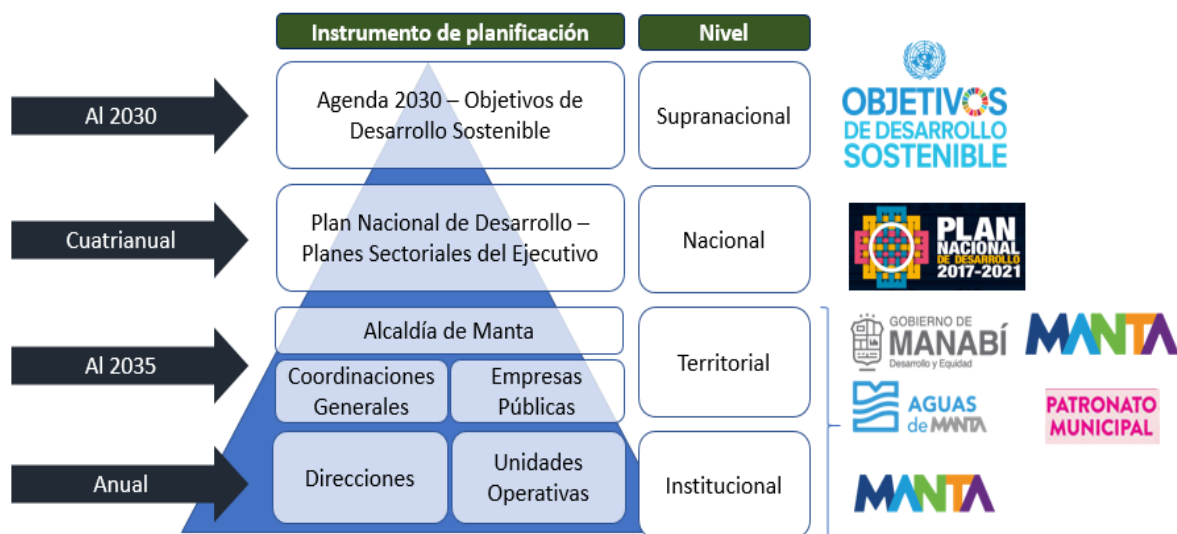 Instrumento de planificación
Nivel
Al 2030
Agenda 2030 – Objetivos de
Desarrollo Sostenible
Supranacional
OBJETIVOS
DE DESARROLLO
SOSTENIBLE
Cuatrianual
Plan Nacional de Desarrollo –
Planes Sectoriales del Ejecutivo
Nacional
PLAN
NACIONAL
DE DESARROLLO
2017-2021
Al 2035
Alcaldía de Manta
Coordinaciones
Generales
Empresas
Públicas
Territorial
GOBIERNO DE
MANABÍ
Desarrollo y Equidad
MANTA
AGUAS
de MANTA
PATRONATO
MUNICIPAL
Anual
Direcciones
Unidades
Operativas
Institucional
MANTA